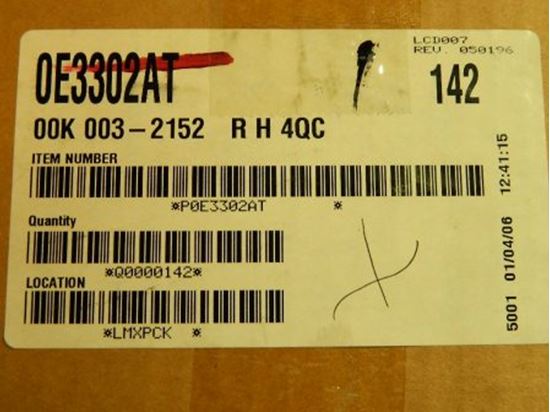 LCD007
REV. 050196
0E3302AT
142
00K 003-2152 R H 4QC
ITEM NUMBER
*P0E3302AT *
Quantity
*Q0000142*
LOCATION
*LMXPCK *
5001 01/04/06 12:41:15